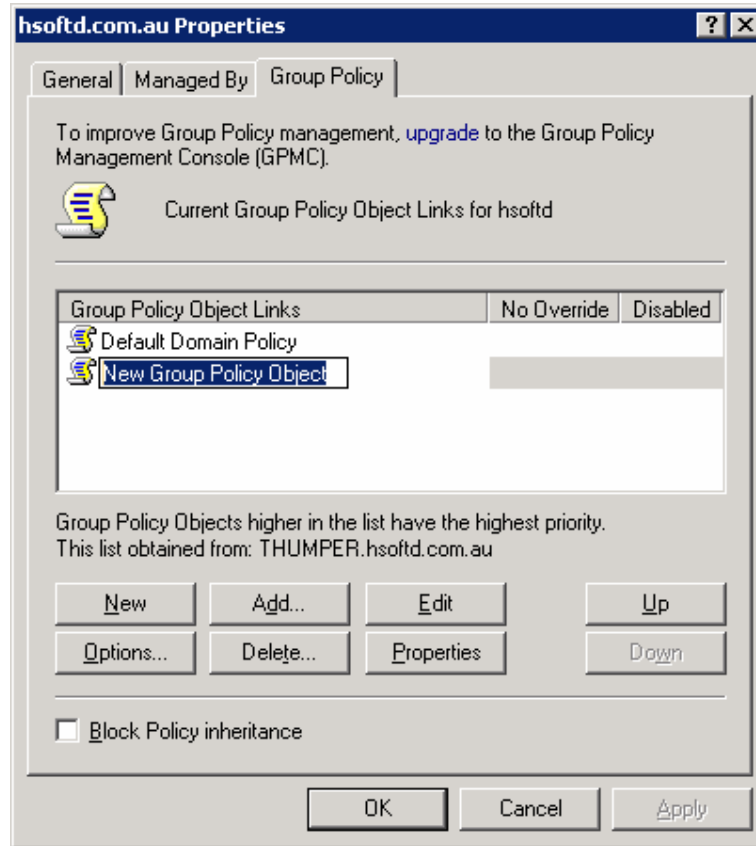 hsoftd.com.au Properties
General Managed By Group Policy
To improve Group Policy management, upgrade to the Group Policy
Management Console (GPMC).
Current Group Policy Object Links for hsoftd
Group Policy Object Links No Override Disabled
Default Domain Policy
New Group Policy Object
Group Policy Objects higher in the list have the highest priority.
This list obtained from: THUMPER.hsoftd.com.au
New Add... Edit Up
Options... Delete... Properties Down
Block Policy inheritance
OK Cancel Apply